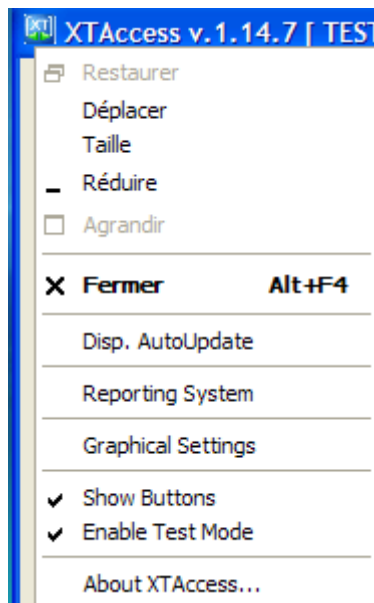 XTAccess v.1.14.7 [ TEST
Restaurer
Déplacer
Taille
Réduire
Agrandir
Fermer Alt+F4
Disp. AutoUpdate
Reporting System
Graphical Settings
Show Buttons
Enable Test Mode
About XTAccess...